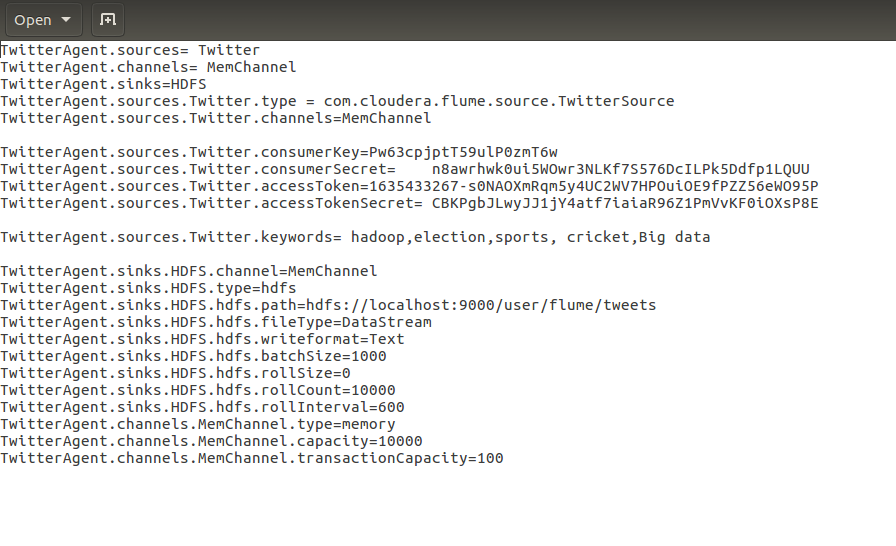 Open
TwitterAgent.sources= Twitter
TwitterAgent.channels= MemChannel
TwitterAgent.sinks=HDFS
TwitterAgent.sources.Twitter.type = com.cloudera.flume.source.TwitterSource
TwitterAgent.sources.Twitter.channels=MemChannel
TwitterAgent.sources.Twitter.consumerKey=Pw63cpjptT59ulP0zmT6w
TwitterAgent.sources.Twitter.consumerSecret=    n8awrhwk0ui5WOwr3NLKf7S576DcILPk5Ddfp1LQUU
TwitterAgent.sources.Twitter.accessToken=1635433267-s0NAOXmRqm5y4UC2WV7HPOuiOE9fPZZ56eWO95P
TwitterAgent.sources.Twitter.accessTokenSecret= CBKPgbJLwyJJ1jY4atf7iaiaR96Z1PmVvKF0iOXsP8E
TwitterAgent.sources.Twitter.keywords= hadoop,election,sports, cricket,Big data
TwitterAgent.sinks.HDFS.channel=MemChannel
TwitterAgent.sinks.HDFS.type=hdfs
TwitterAgent.sinks.HDFS.hdfs.path=hdfs://localhost:9000/user/flume/tweets
TwitterAgent.sinks.HDFS.hdfs.fileType=DataStream
TwitterAgent.sinks.HDFS.hdfs.writeformat=Text
TwitterAgent.sinks.HDFS.hdfs.batchSize=1000
TwitterAgent.sinks.HDFS.hdfs.rollSize=0
TwitterAgent.sinks.HDFS.hdfs.rollCount=10000
TwitterAgent.sinks.HDFS.hdfs.rollInterval=600
TwitterAgent.channels.MemChannel.type=memory
TwitterAgent.channels.MemChannel.capacity=10000
TwitterAgent.channels.MemChannel.transactionCapacity=100